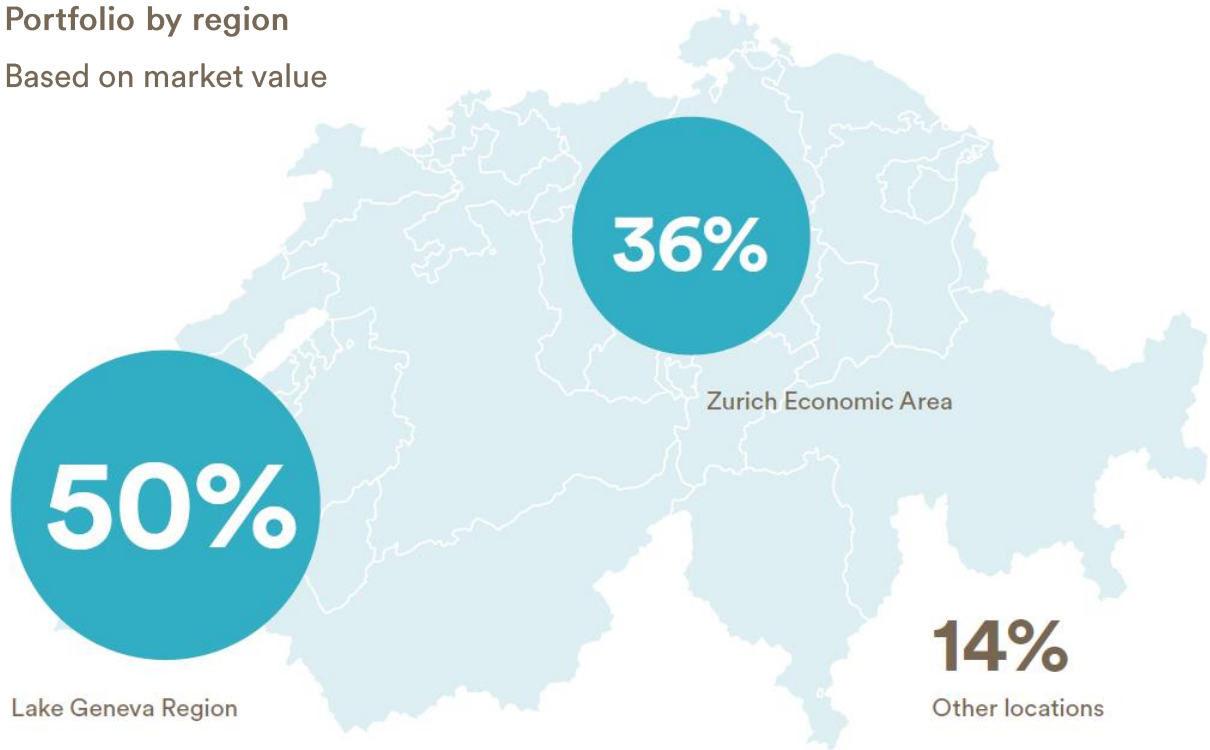 Portfolio by region
Based on market value
36%
Zurich Economic Area
50%
Lake Geneva Region
14%
Other locations